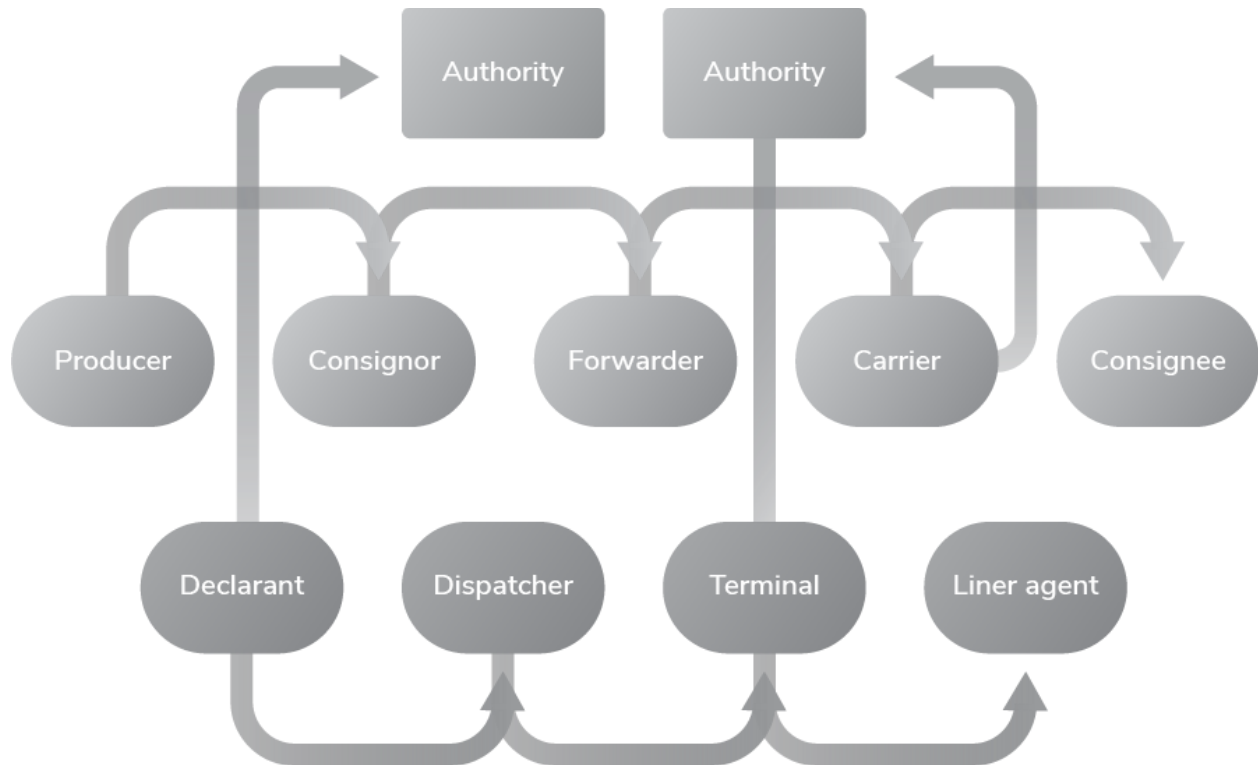 Authority
Authority
Producer
Consignor
Forwarder
Carrier
Consignee
Declarant
Dispatcher
Terminal
Liner agent